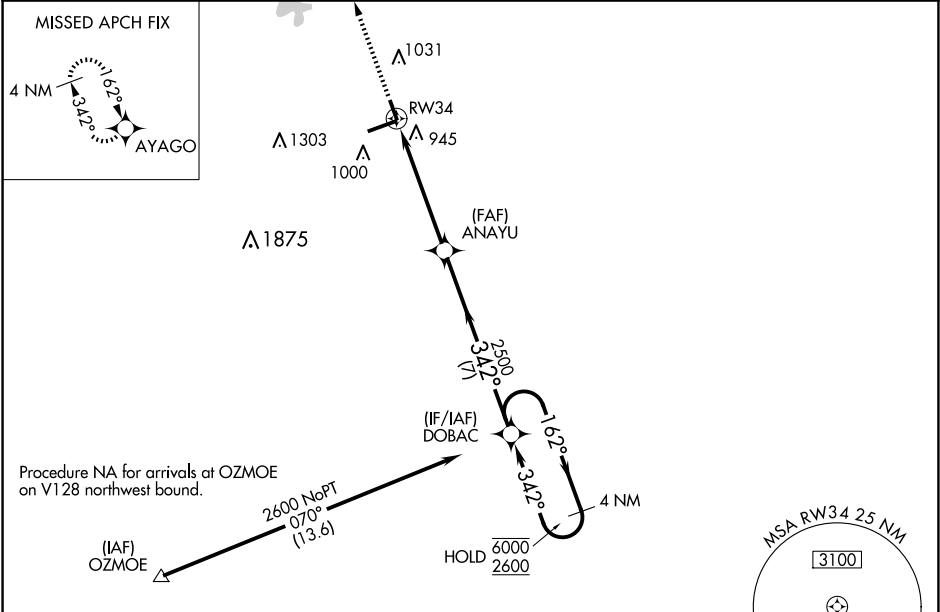 MISSED APCH FIX
4 NM
162°
342°
AYAGO
1031
RW34
945
1303
1000
1875
(FAF)
ANAYU
2500
342°
(7)
(IF/IAF)
DOBAC
162°
342°
4 NM
HOLD
6000
2600
Procedure NA for arrivals at OZMOE
on V128 northwest bound.
2600 NoPT
070°
(13.6)
(IAF)
OZMOE
MSA RW34 25 NM
3100